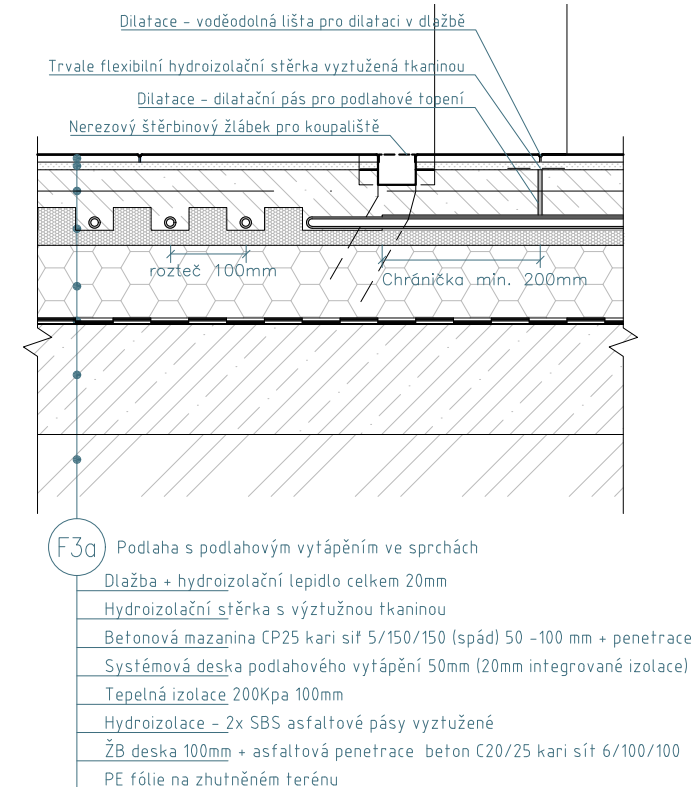 Dilatace - voděodolná lišta pro dilataci v dlažbě
Trvale flexibilní hydroizolační stěrka vyztužená tkaninou
Dilatace - dilatační pás pro podlahové topení
Nerezový štěrbinový žlábek pro koupaliště
rozteč 100mm
Chránička min. 200mm
F3a Podlaha s podlahovým vytápěním ve sprchách
Dlažba + hydroizolační lepidlo celkem 20mm
Hydroizolační stěrka s výztužnou tkaninou
Betonová mazanina CP25 kari siť 5/150/150 (spád) 50 -100 mm + penetrace
Systémová deska podlahového vytápění 50mm (20mm integrované izolace)
Tepelná izolace 200Kpa 100mm
Hydroizolace - 2x SBS asfaltové pásy vyztužené
ŽB deska 100mm + asfaltová penetrace beton C20/25 kari sít 6/100/100
PE fólie na zhutněném terénu